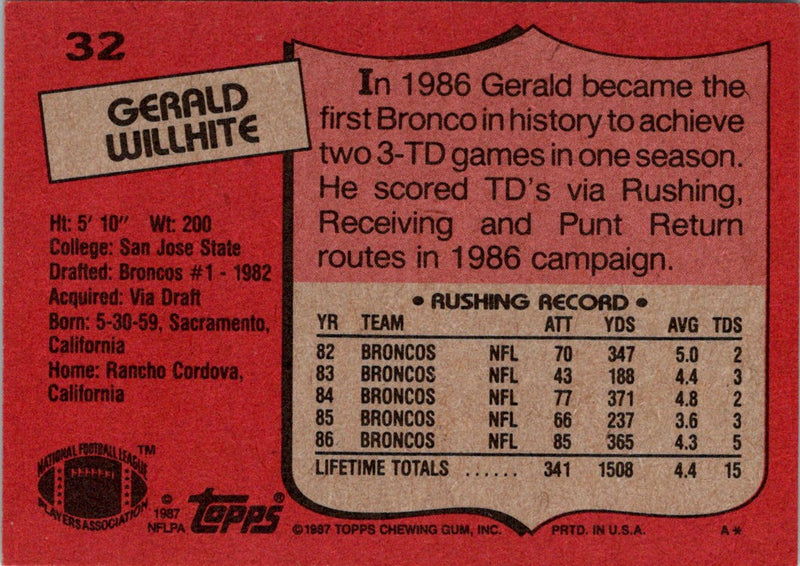 32
GERALD
WILLHITE
Ht: 5' 10" Wt: 200
College: San Jose State
Drafted: Broncos #1 - 1982
Acquired: Via Draft
Born: 5-30-59, Sacramento,
California
Home: Rancho Cordova,
California
NATIONAL FOOTBALL LEAGUE
PLAYERS ASSOCIATION
TM
© 1987
NFLPA
TOPPS®
In 1986 Gerald became the
first Bronco in history to achieve
two 3-TD games in one season.
He scored TD's via Rushing,
Receiving and Punt Return
routes in 1986 campaign.
• RUSHING RECORD •
YR TEAM ATT YDS AVG TDS
82 BRONCOS NFL 70 347 5.0 2
83 BRONCOS NFL 43 188 4.4 3
84 BRONCOS NFL 77 371 4.8 2
85 BRONCOS NFL 66 237 3.6 3
86 BRONCOS NFL 85 365 4.3 5
LIFETIME TOTALS ...... 341 1508 4.4 15
©1987 TOPPS CHEWING GUM, INC. PRTD. IN U.S.A. A*